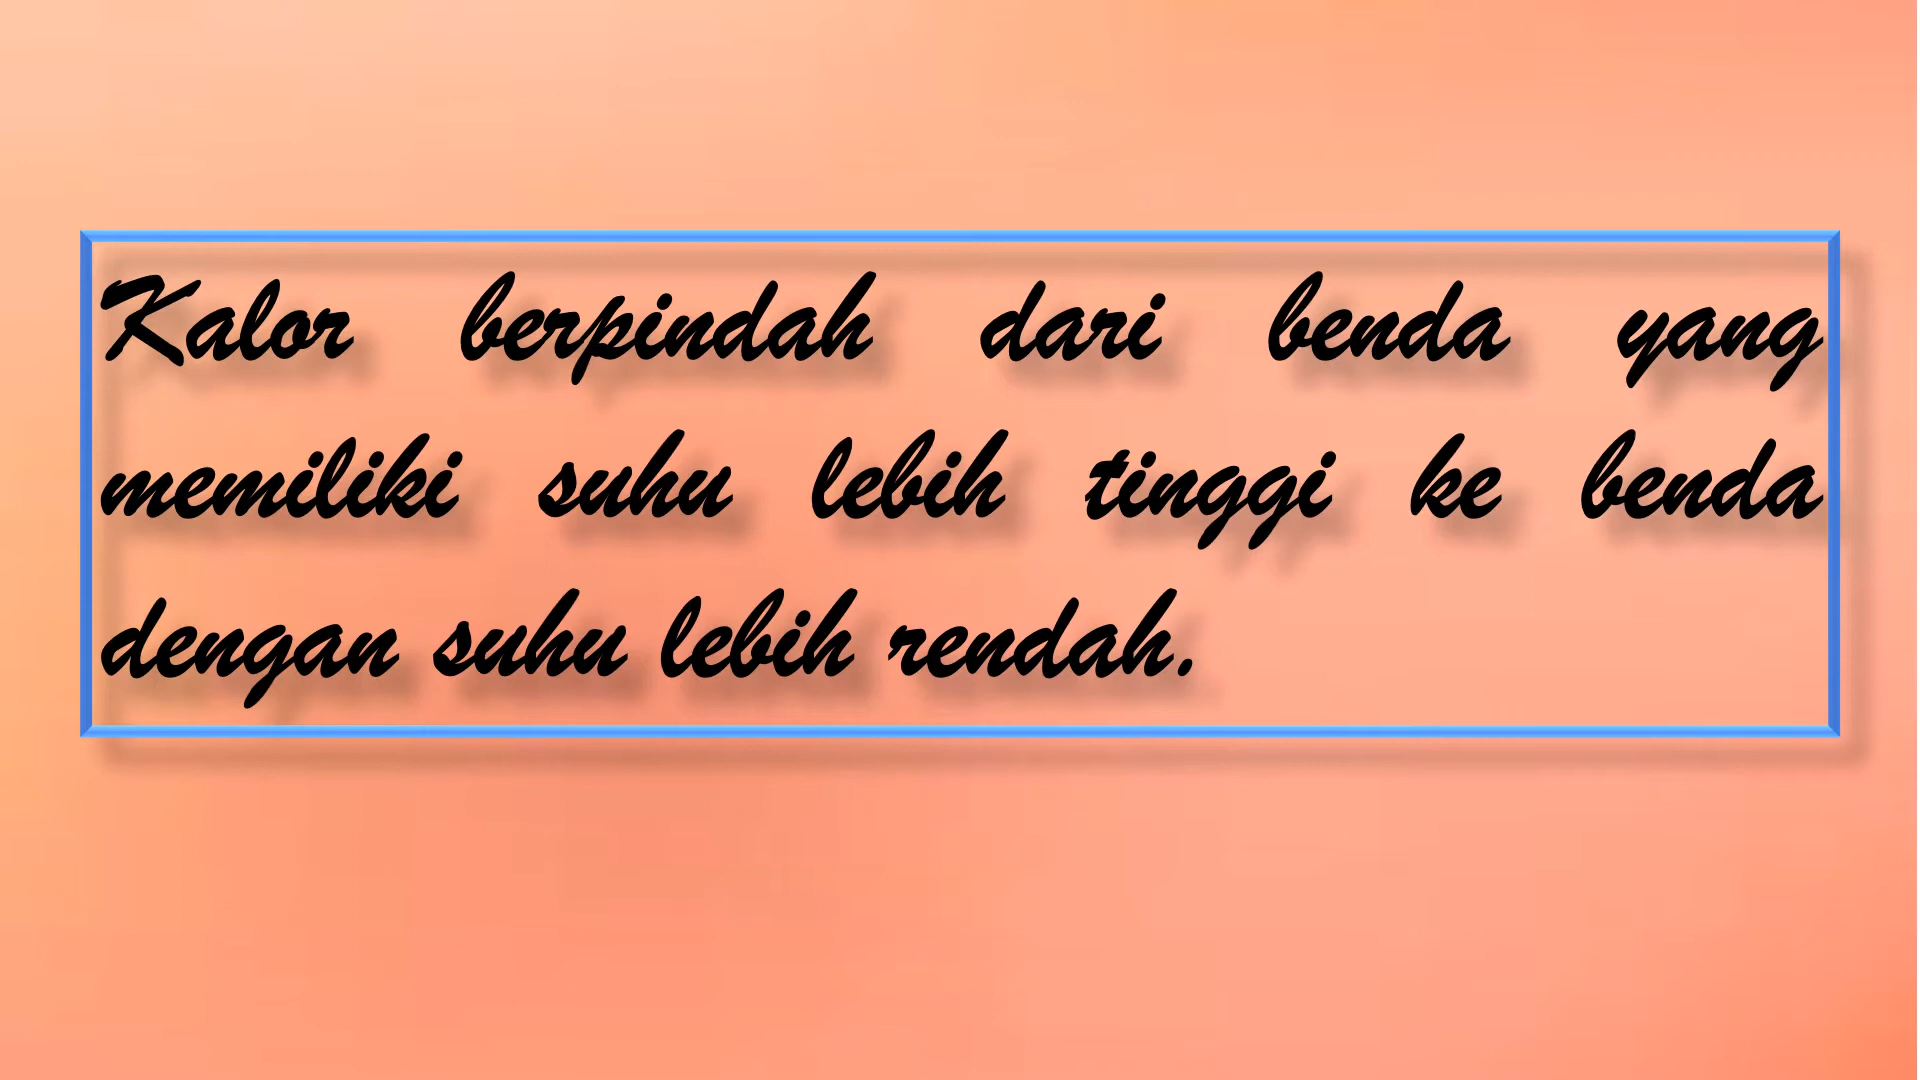 Kalor berpindah dari benda yang
memiliki suhu lebih tinggi ke benda
dengan suhu lebih rendah.